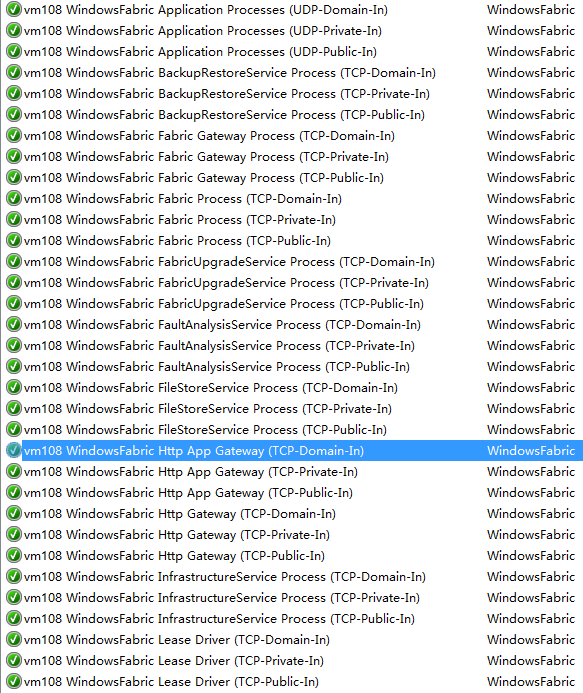 vm108 WindowsFabric Application Processes (UDP-Domain-In) WindowsFabric
vm108 WindowsFabric Application Processes (UDP-Private-In) WindowsFabric
vm108 WindowsFabric Application Processes (UDP-Public-In) WindowsFabric
vm108 WindowsFabric BackupRestoreService Process (TCP-Domain-In) WindowsFabric
vm108 WindowsFabric BackupRestoreService Process (TCP-Private-In) WindowsFabric
vm108 WindowsFabric BackupRestoreService Process (TCP-Public-In) WindowsFabric
vm108 WindowsFabric Fabric Gateway Process (TCP-Domain-In) WindowsFabric
vm108 WindowsFabric Fabric Gateway Process (TCP-Private-In) WindowsFabric
vm108 WindowsFabric Fabric Gateway Process (TCP-Public-In) WindowsFabric
vm108 WindowsFabric Fabric Process (TCP-Domain-In) WindowsFabric
vm108 WindowsFabric Fabric Process (TCP-Private-In) WindowsFabric
vm108 WindowsFabric Fabric Process (TCP-Public-In) WindowsFabric
vm108 WindowsFabric FabricUpgradeService Process (TCP-Domain-In) WindowsFabric
vm108 WindowsFabric FabricUpgradeService Process (TCP-Private-In) WindowsFabric
vm108 WindowsFabric FabricUpgradeService Process (TCP-Public-In) WindowsFabric
vm108 WindowsFabric FaultAnalysisService Process (TCP-Domain-In) WindowsFabric
vm108 WindowsFabric FaultAnalysisService Process (TCP-Private-In) WindowsFabric
vm108 WindowsFabric FaultAnalysisService Process (TCP-Public-In) WindowsFabric
vm108 WindowsFabric FileStoreService Process (TCP-Domain-In) WindowsFabric
vm108 WindowsFabric FileStoreService Process (TCP-Private-In) WindowsFabric
vm108 WindowsFabric FileStoreService Process (TCP-Public-In) WindowsFabric
vm108 WindowsFabric Http App Gateway (TCP-Domain-In) WindowsFabric
vm108 WindowsFabric Http App Gateway (TCP-Private-In) WindowsFabric
vm108 WindowsFabric Http App Gateway (TCP-Public-In) WindowsFabric
vm108 WindowsFabric Http Gateway (TCP-Domain-In) WindowsFabric
vm108 WindowsFabric Http Gateway (TCP-Private-In) WindowsFabric
vm108 WindowsFabric Http Gateway (TCP-Public-In) WindowsFabric
vm108 WindowsFabric InfrastructureService Process (TCP-Domain-In) WindowsFabric
vm108 WindowsFabric InfrastructureService Process (TCP-Private-In) WindowsFabric
vm108 WindowsFabric InfrastructureService Process (TCP-Public-In) WindowsFabric
vm108 WindowsFabric Lease Driver (TCP-Domain-In) WindowsFabric
vm108 WindowsFabric Lease Driver (TCP-Private-In) WindowsFabric
vm108 WindowsFabric Lease Driver (TCP-Public-In) WindowsFabric